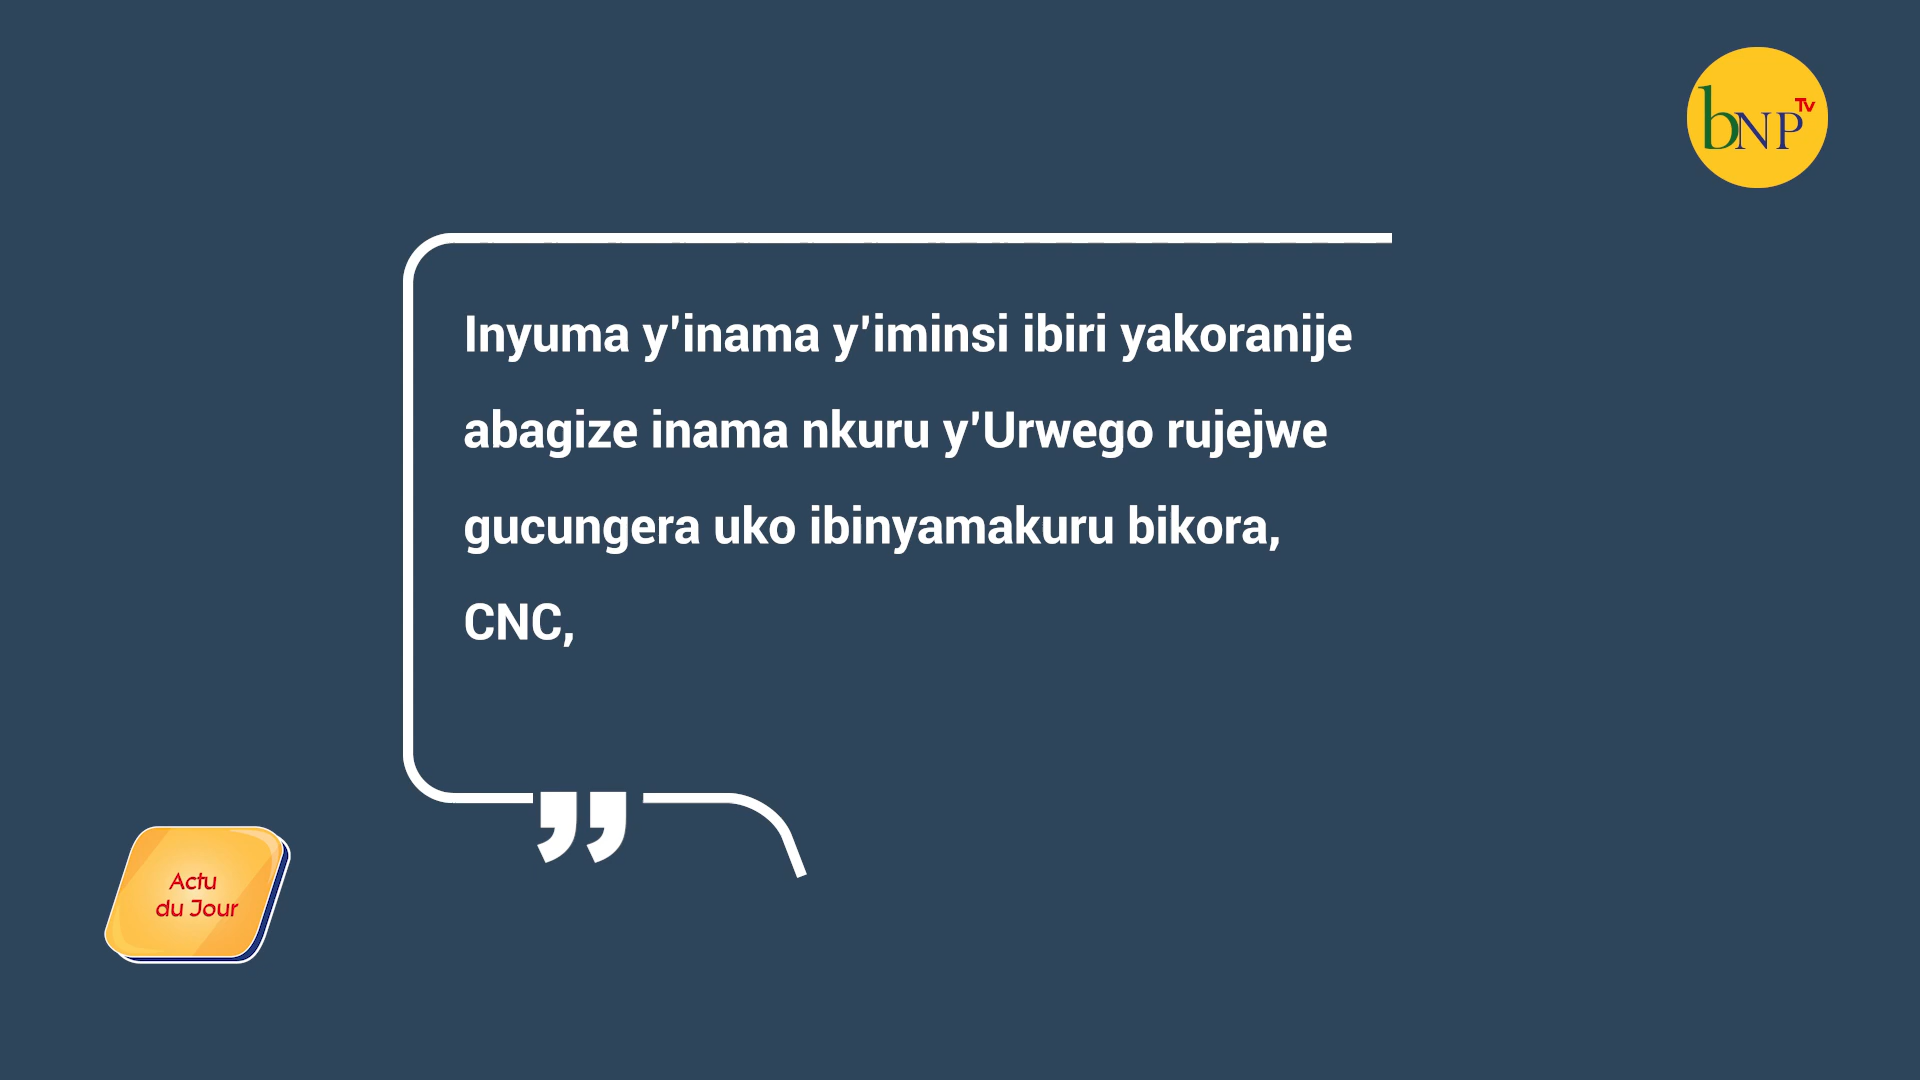 bNP Tv
Inyuma y'inama y'iminsi ibiri yakoranije
abagize inama nkuru y'Urwego rujejwe
gucungera uko ibinyamakuru bikora,
CNC,
Actu
du Jour